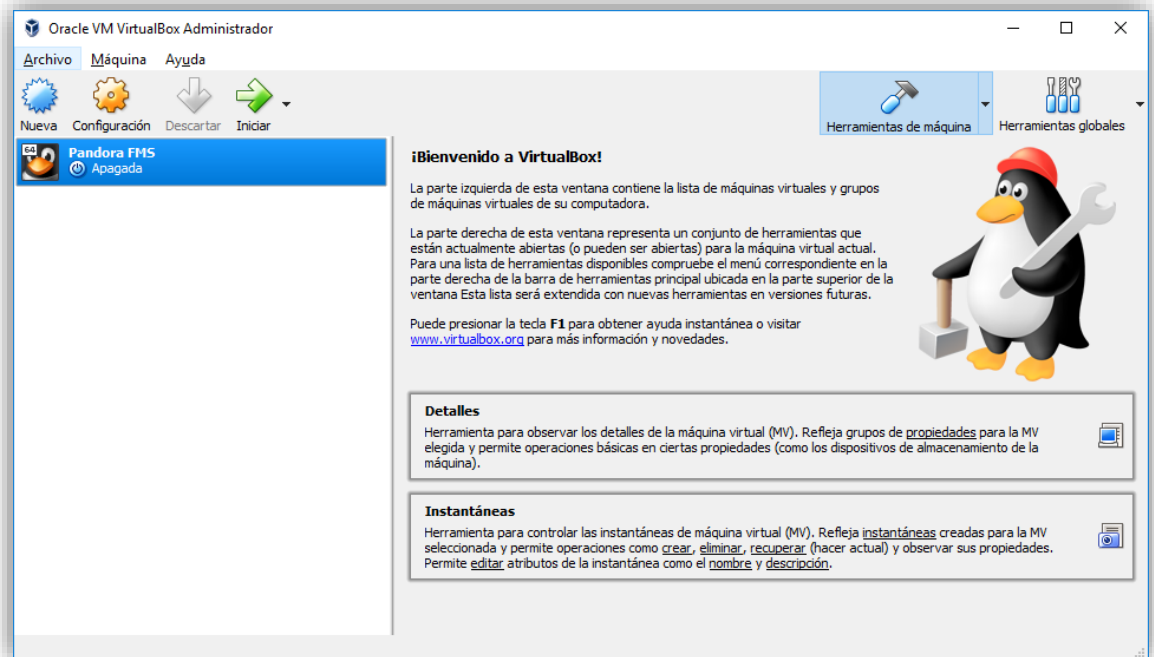 Oracle VM VirtualBox Administrador
Archivo Máquina Ayuda
Nueva Configuración Descartar Iniciar Herramientas de máquina Herramientas globales
64
Pandora FMS
Apagada
¡Bienvenido a VirtualBox!
La parte izquierda de esta ventana contiene la lista de máquinas virtuales y grupos
de máquinas virtuales de su computadora.
La parte derecha de esta ventana representa un conjunto de herramientas que
están actualmente abiertas (o pueden ser abiertas) para la máquina virtual actual.
Para una lista de herramientas disponibles compruebe el menú correspondiente en la
parte derecha de la barra de herramientas principal ubicada en la parte superior de la
ventana Esta lista será extendida con nuevas herramientas en versiones futuras.
Puede presionar la tecla F1 para obtener ayuda instantánea o visitar
www.virtualbox.org para más información y novedades.
Detalles
Herramienta para observar los detalles de la máquina virtual (MV). Refleja grupos de propiedades para la MV
elegida y permite operaciones básicas en ciertas propiedades (como los dispositivos de almacenamiento de la
máquina).
Instantáneas
Herramienta para controlar las instantáneas de máquina virtual (MV). Refleja instantáneas creadas para la MV
seleccionada y permite operaciones como crear, eliminar, recuperar (hacer actual) y observar sus propiedades.
Permite editar atributos de la instantánea como el nombre y descripción.